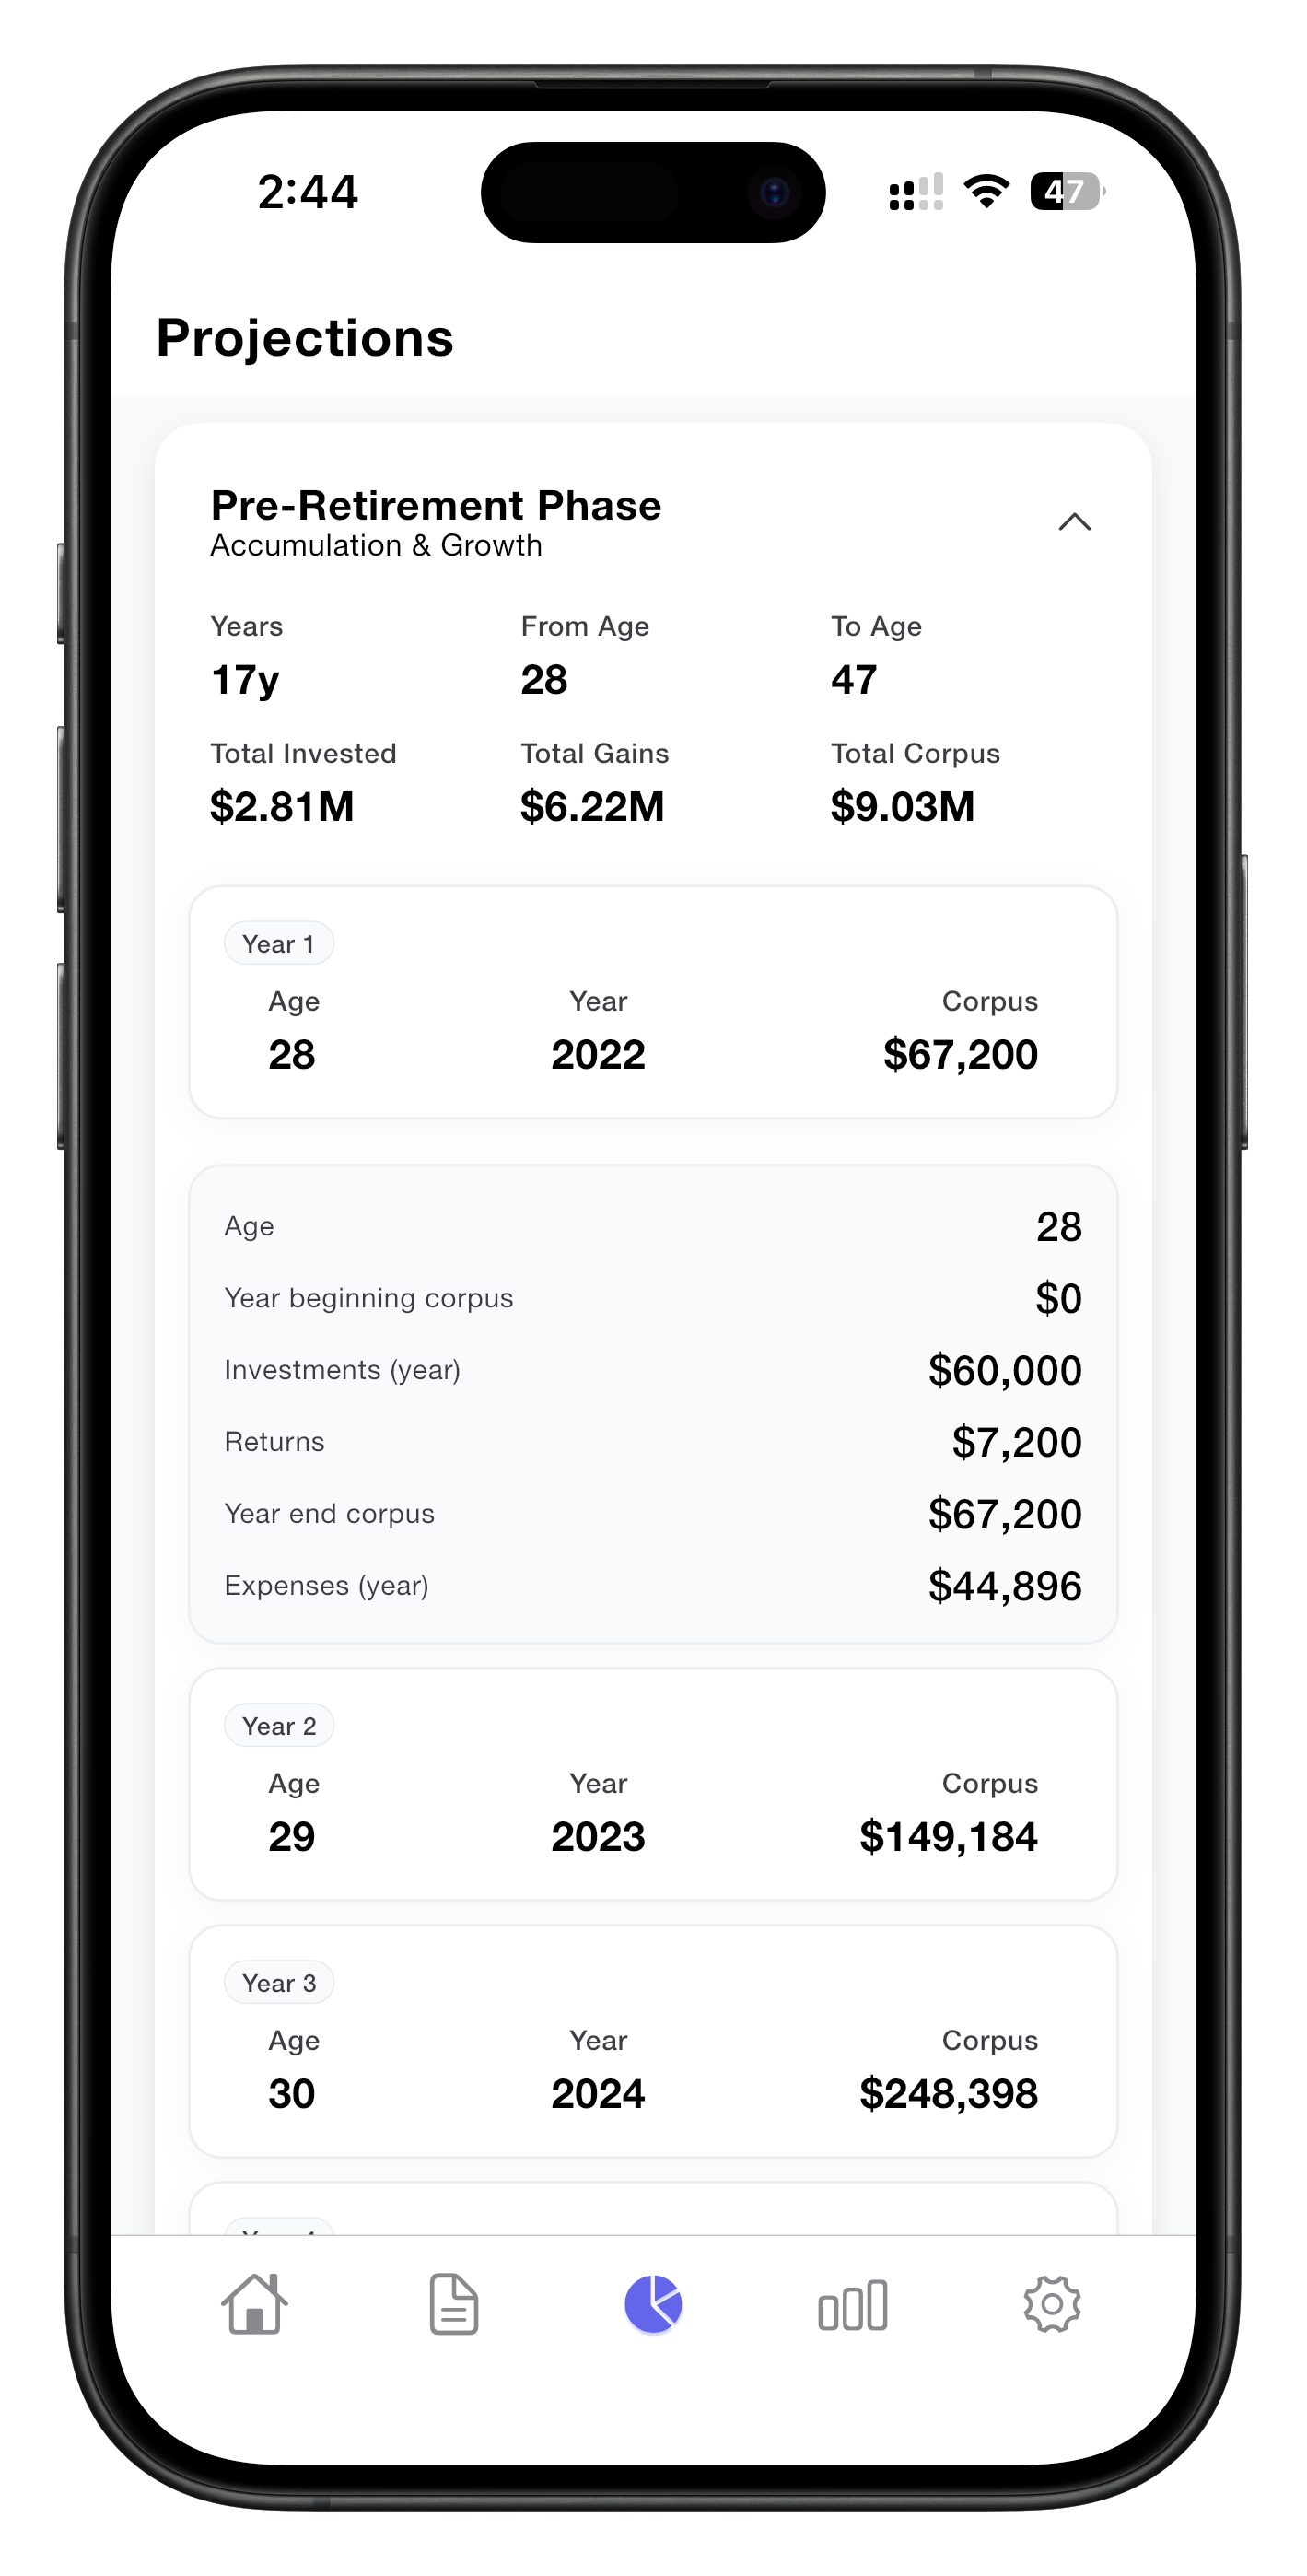 2:44
47
Projections
Pre-Retirement Phase
Accumulation & Growth
Years From Age To Age
17y 28 47
Total Invested Total Gains Total Corpus
$2.81M $6.22M $9.03M
Year 1
Age Year Corpus
28 2022 $67,200
Age 28
Year beginning corpus $0
Investments (year) $60,000
Returns $7,200
Year end corpus $67,200
Expenses (year) $44,896
Year 2
Age Year Corpus
29 2023 $149,184
Year 3
Age Year Corpus
30 2024 $248,398